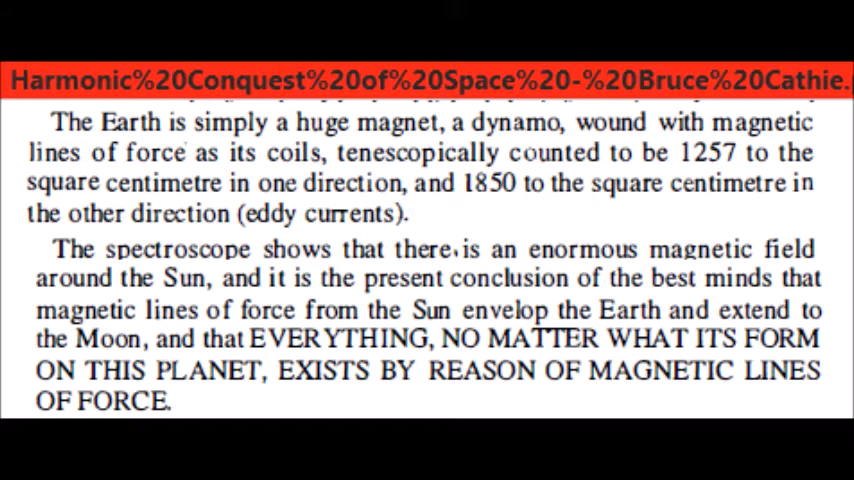 Harmonic%20Conquest%20of%20Space%20-%20Bruce%20Cathie.
The Earth is simply a huge magnet, a dynamo, wound with magnetic
lines of force as its coils, tenescopically counted to be 1257 to the
square centimetre in one direction, and 1850 to the square centimetre in
the other direction (eddy currents).
The spectroscope shows that there is an enormous magnetic field
around the Sun, and it is the present conclusion of the best minds that
magnetic lines of force from the Sun envelop the Earth and extend to
the Moon, and that EVERYTHING, NO MATTER WHAT ITS FORM
ON THIS PLANET, EXISTS BY REASON OF MAGNETIC LINES
OF FORCE.